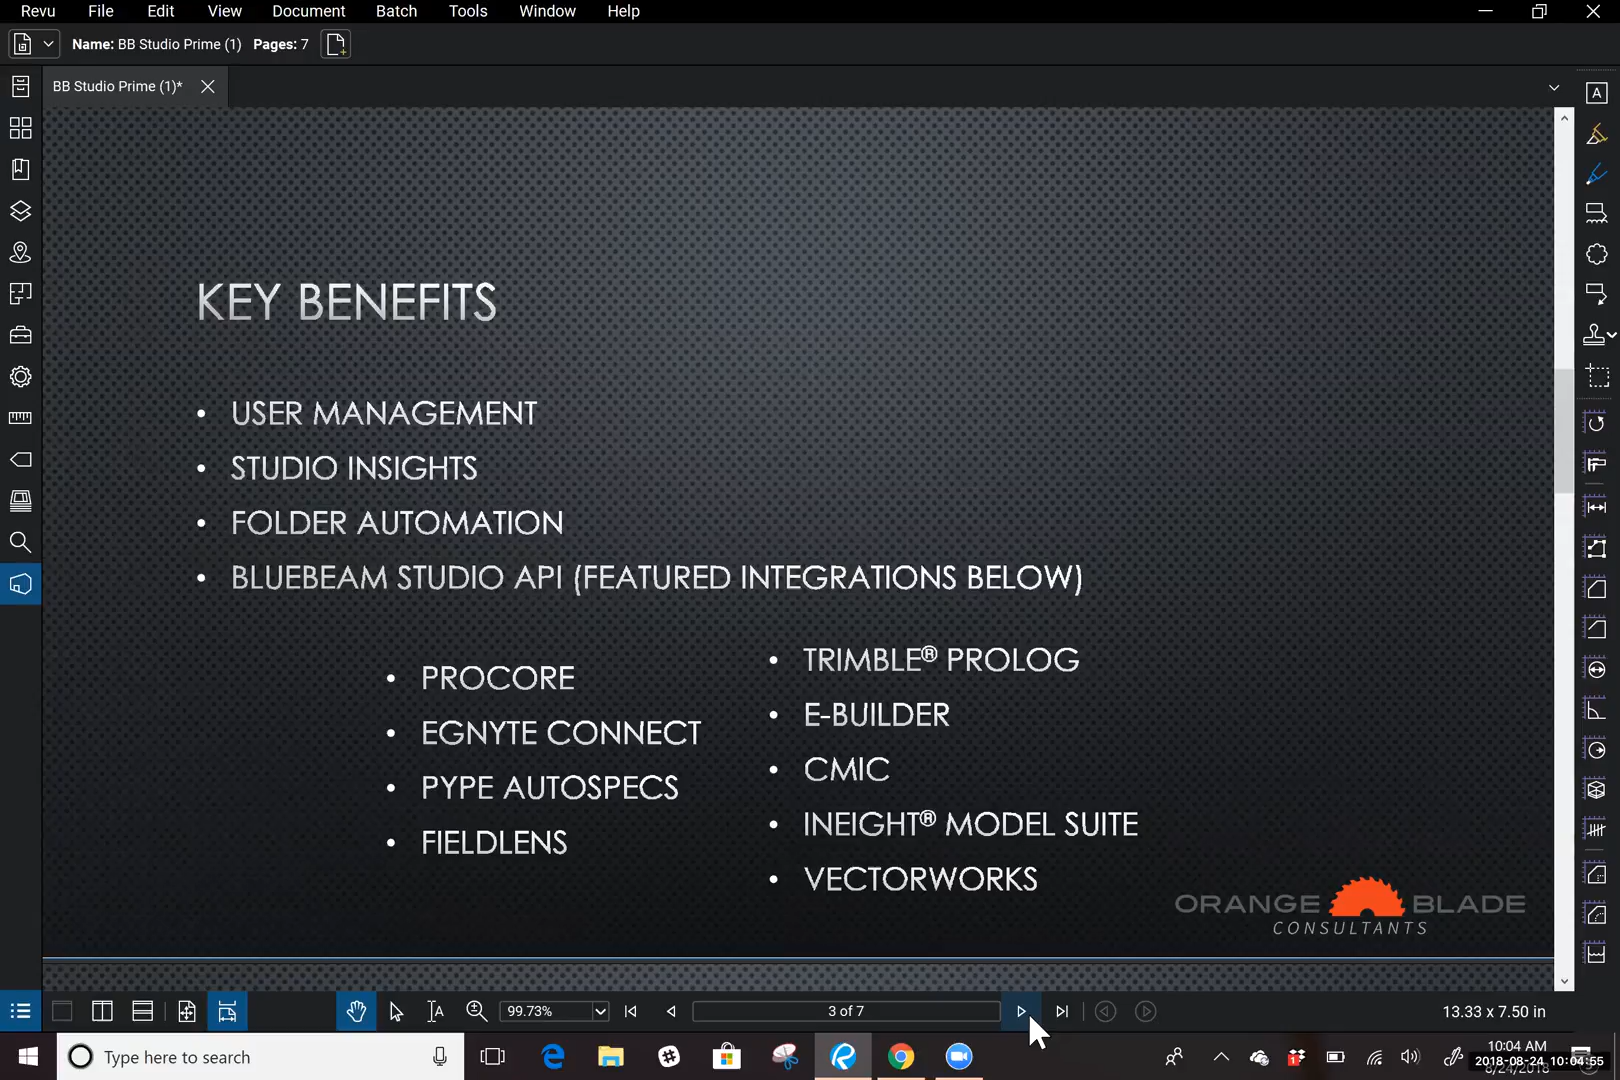 Revu File Edit View Document Batch Tools Window Help
Name: BB Studio Prime (1) Pages: 7
BB Studio Prime (1)*
KEY BENEFITS
• USER MANAGEMENT
• STUDIO INSIGHTS
• FOLDER AUTOMATION
• BLUEBEAM STUDIO API (FEATURED INTEGRATIONS BELOW)
• PROCORE
• EGNYTE CONNECT
• PYPE AUTOSPECS
• FIELDLENS
• TRIMBLE® PROLOG
• E-BUILDER
• CMIC
• INEIGHT® MODEL SUITE
• VECTORWORKS
ORANGE BLADE
CONSULTANTS
99.73%
3 of 7
13.33 x 7.50 in
Type here to search
10:04 AM
2018-08-24 10:04:55